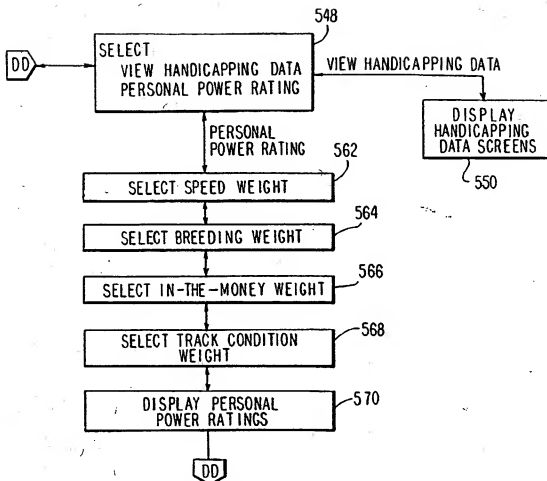 548
DD
SELECT
VIEW HANDICAPPING DATA
PERSONAL POWER RATING
VIEW HANDICAPPING DATA
DISPLAY
HANDICAPPING
DATA SCREENS
550
PERSONAL
POWER RATING
562
SELECT SPEED WEIGHT
564
SELECT BREEDING WEIGHT
566
SELECT IN-THE-MONEY WEIGHT
568
SELECT TRACK CONDITION
WEIGHT
570
DISPLAY PERSONAL
POWER RATINGS
DD